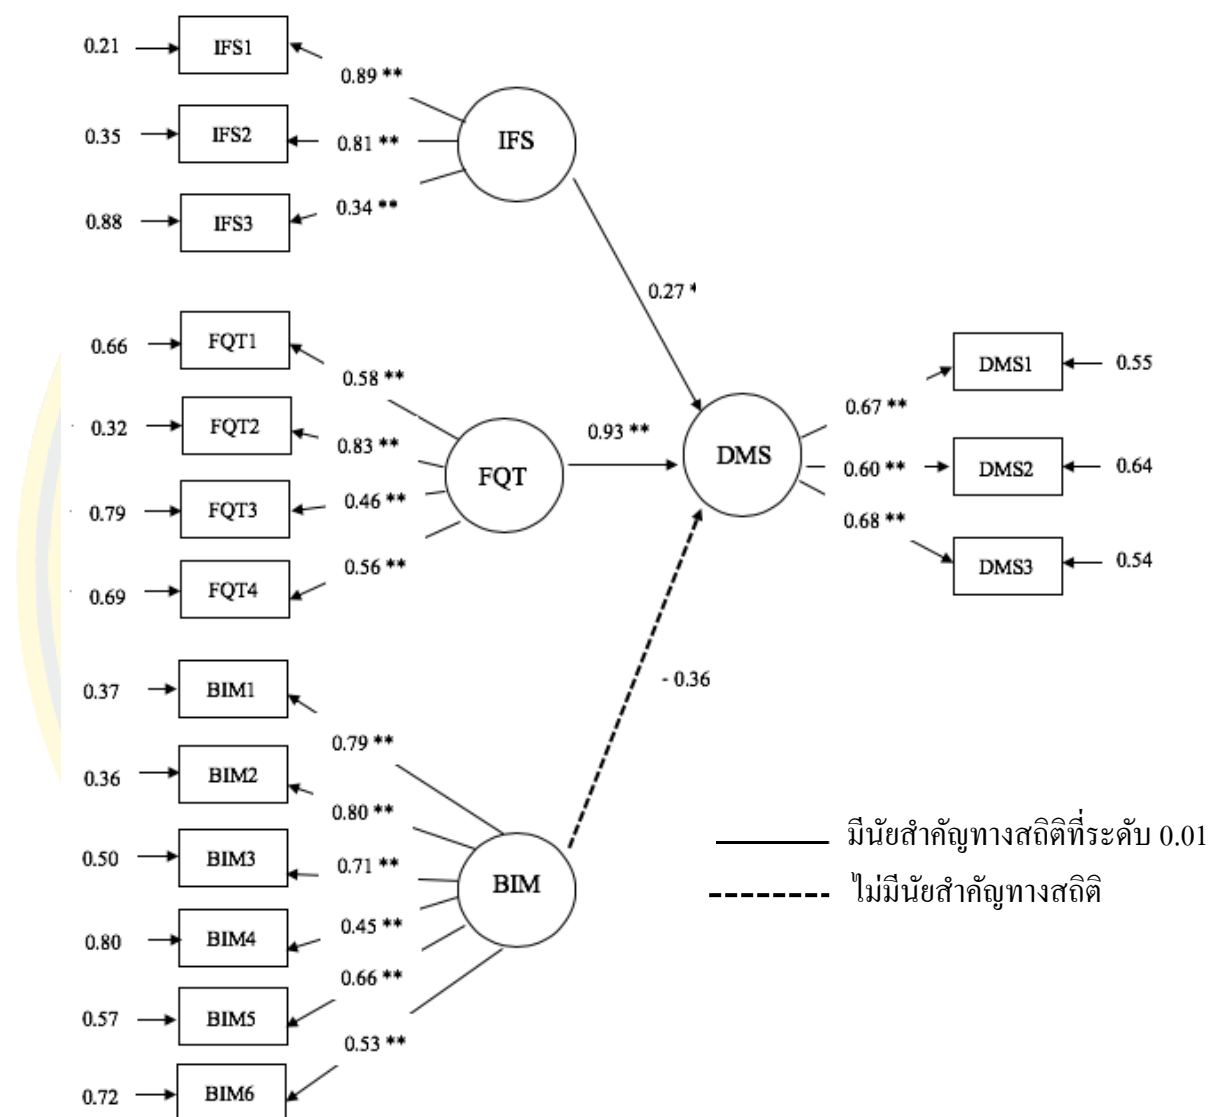 0.21 IFS1
0.89 **
0.35 IFS2 0.81 ** IFS
0.88 IFS3 0.34 **
0.27 *
0.66 FQT1
0.58 **
0.32 FQT2 0.83 **
0.93 **
FQT
DMS
0.79 FQT3 0.46 **
0.69 FQT4 0.56 **
DMS1 0.55
0.67 **
0.60 ** DMS2 0.64
0.68 **
DMS3 0.54
- 0.36
0.37 BIM1
0.79 **
0.36 BIM2
0.80 **
0.50 BIM3 0.71 **
BIM
0.80 BIM4 0.45 **
0.66 **
0.57 BIM5
0.53 **
0.72 BIM6
มีนัยสำคัญทางสถิติที่ระดับ 0.01
ไม่มีนัยสำคัญทางสถิติ